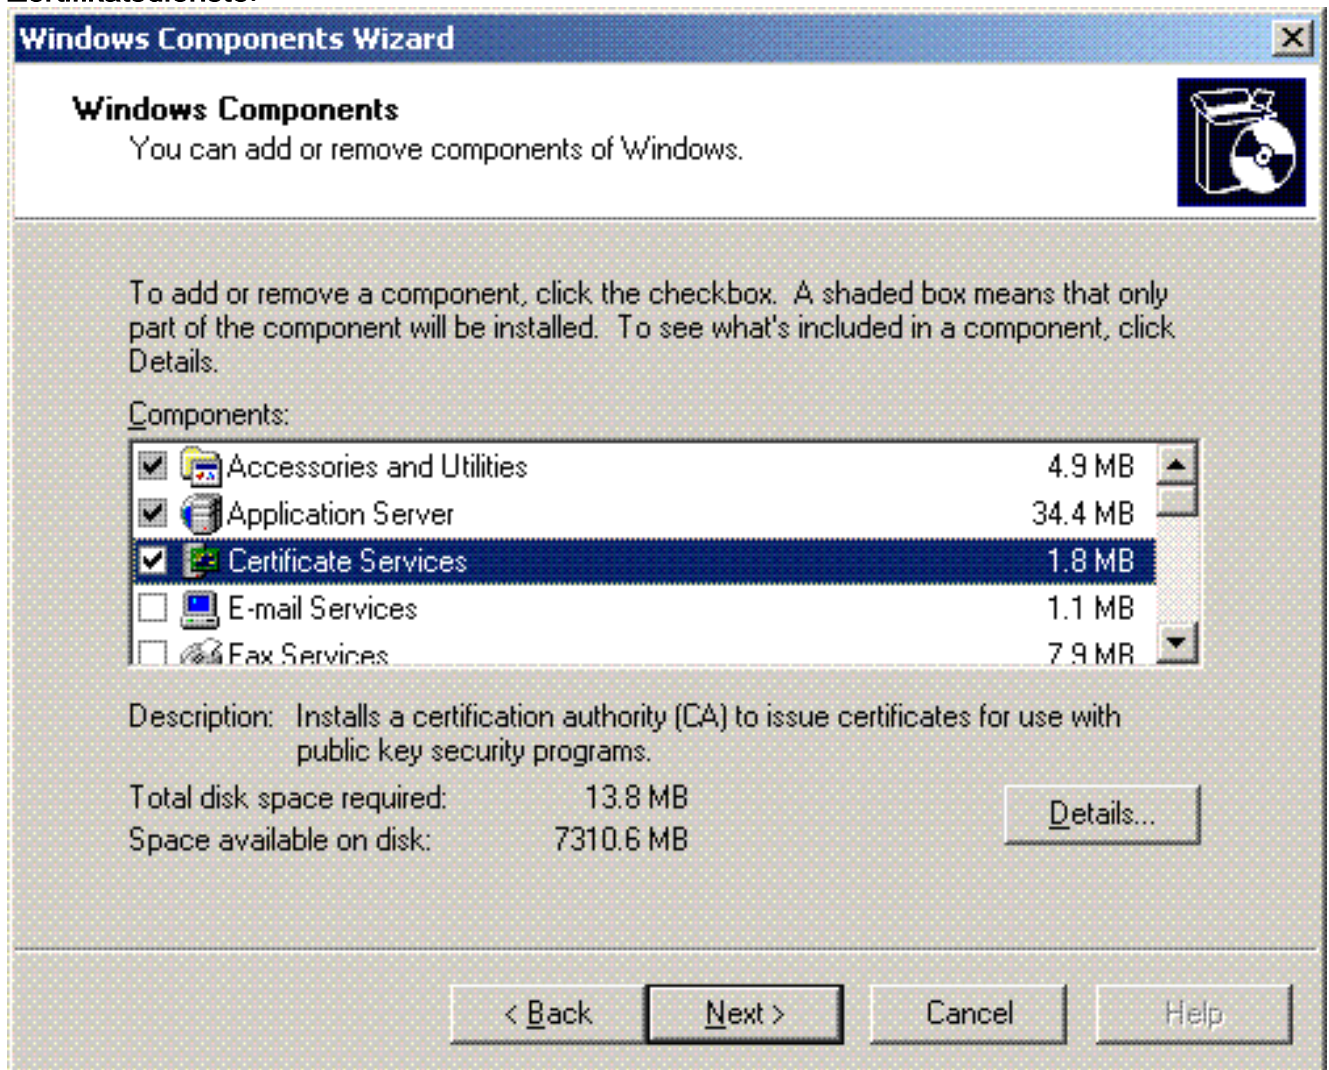 Zertifikatsdienste.
Windows Components Wizard
Windows Components
You can add or remove components of Windows.
To add or remove a component, click the checkbox. A shaded box means that only
part of the component will be installed. To see what's included in a component, click
Details.
Components:
Accessories and Utilities 4.9 MB
Application Server 34.4 MB
Certificate Services 1.8 MB
E-mail Services 1.1 MB
Fax Services 7.9 MB
Description: Installs a certification authority (CA) to issue certificates for use with
public key security programs.
Total disk space required: 13.8 MB
Space available on disk: 7310.6 MB
Details...
< Back Next > Cancel Help